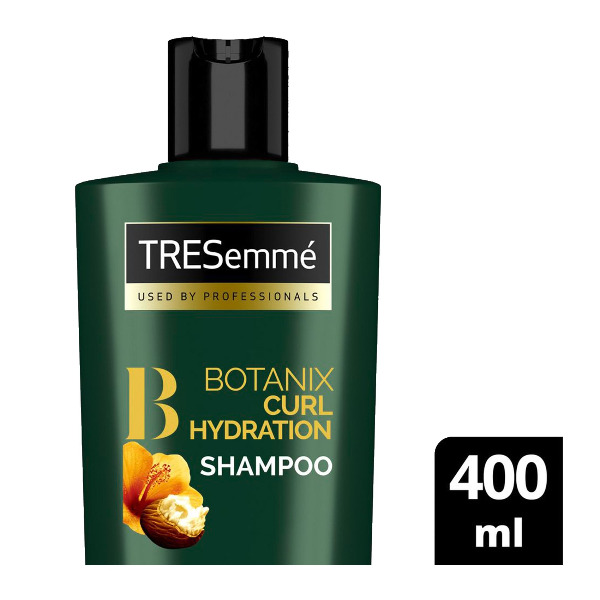 TRESemmé
USED BY PROFESSIONALS
B
BOTANIX
CURL
HYDRATION
SHAMPOO
400
ml